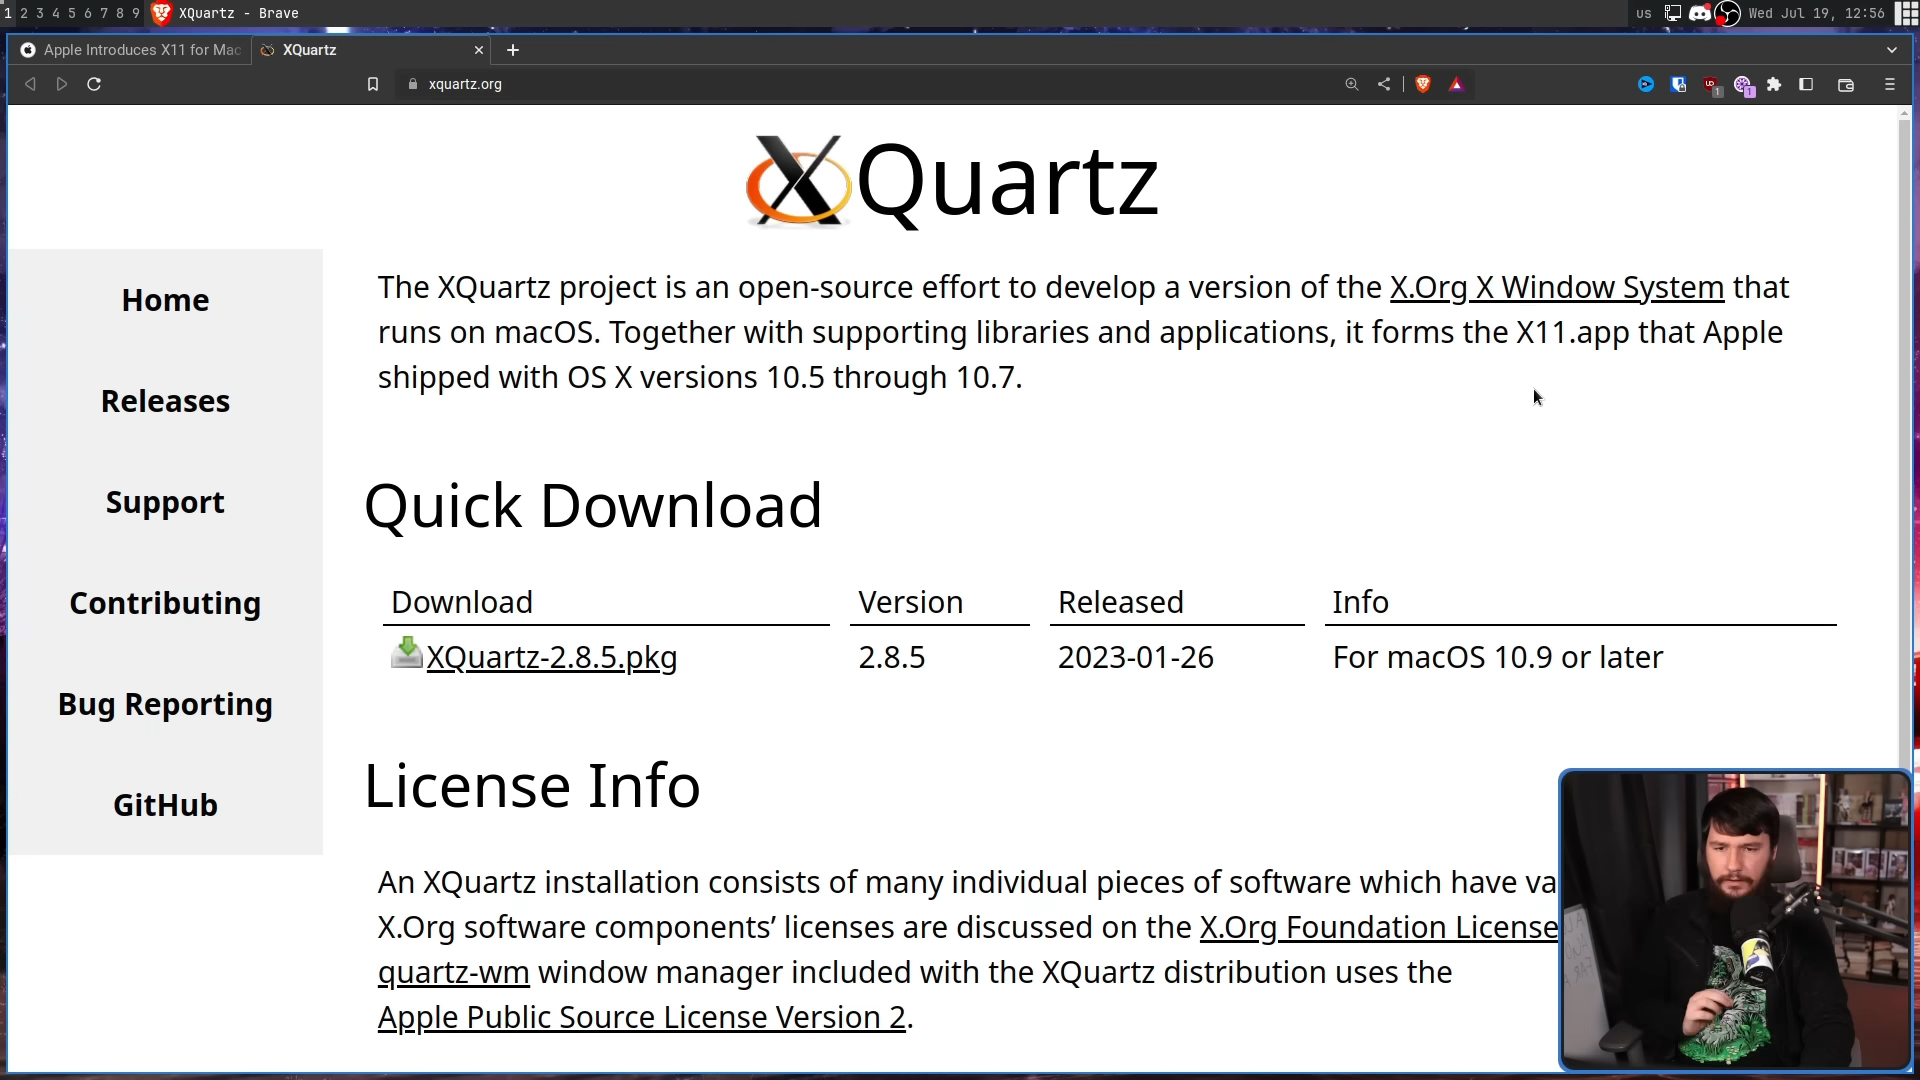 1 2 3 4 5 6 7 8 9 XQuartz - Brave us Wed Jul 19, 12:56
Apple Introduces X11 for Mac XQuartz
xquartz.org
XQuartz
Home
Releases
Support
Contributing
Bug Reporting
GitHub
The XQuartz project is an open-source effort to develop a version of the X.Org X Window System that
runs on macOS. Together with supporting libraries and applications, it forms the X11.app that Apple
shipped with OS X versions 10.5 through 10.7.
Quick Download
Download Version Released Info
XQuartz-2.8.5.pkg 2.8.5 2023-01-26 For macOS 10.9 or later
License Info
An XQuartz installation consists of many individual pieces of software which have va
X.Org software components’ licenses are discussed on the X.Org Foundation License
quartz-wm window manager included with the XQuartz distribution uses the
Apple Public Source License Version 2.